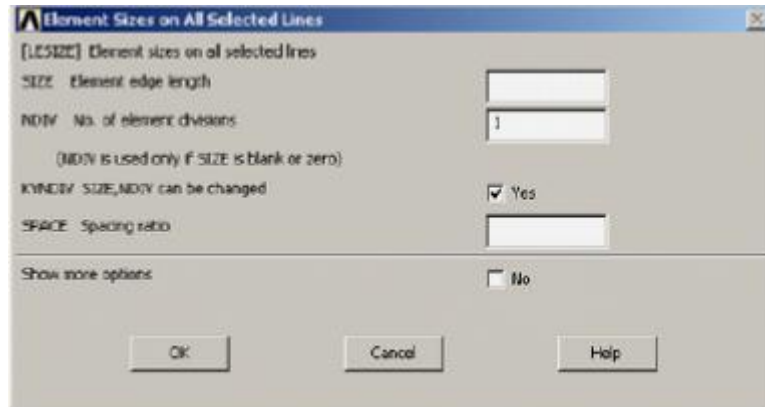 Element Sizes on All Selected Lines
[LESIZE] Element sizes on all selected lines
SIZE Element edge length
NDIV No. of element divisions
1
(NDIV is used only if SIZE is blank or zero)
KYNDIV SIZE,NDIV can be changed
Yes
SPACE Spacing ratio
Show more options
No
OK
Cancel
Help